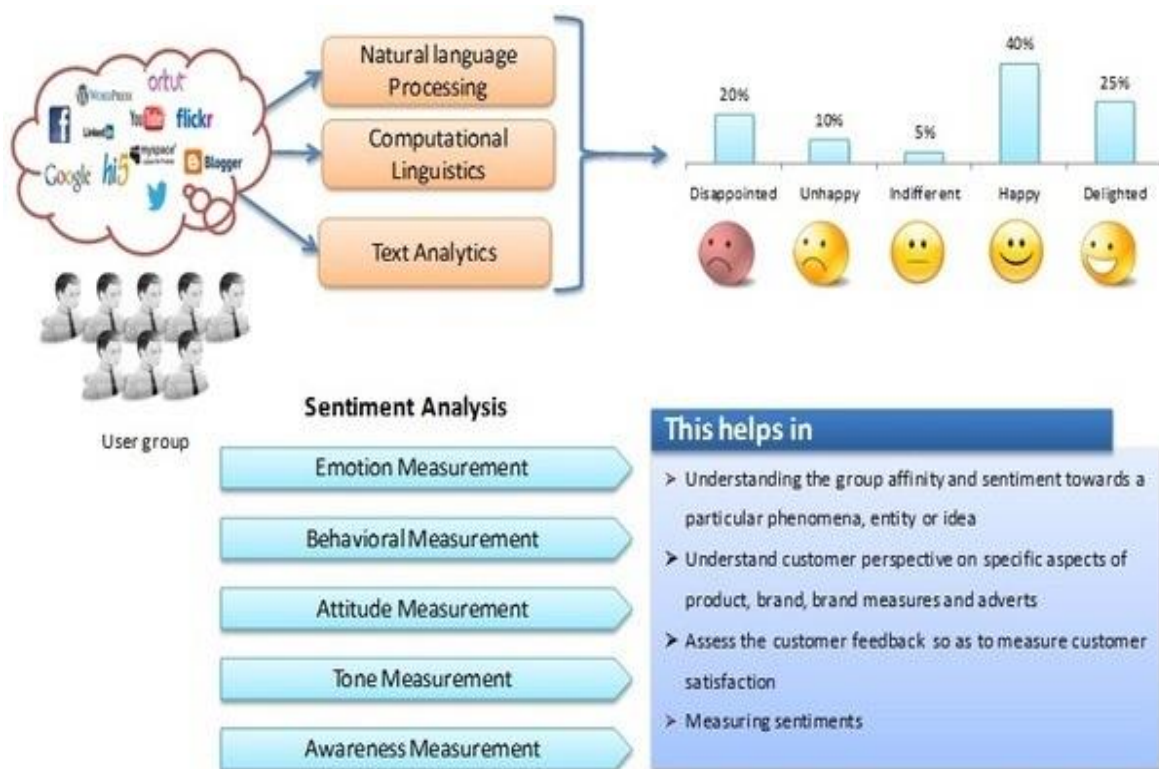 orkut
WORDPRESS
YouTube
flickr
LinkedIn
myspace
Google
hi5
Blogger
User group
Natural language
Processing
Computational
Linguistics
Text Analytics
20%
10%
5%
40%
25%
Disappointed
Unhappy
Indifferent
Happy
Delighted
Sentiment Analysis
Emotion Measurement
Behavioral Measurement
Attitude Measurement
Tone Measurement
Awareness Measurement
This helps in
➢ Understanding the group affinity and sentiment towards a
particular phenomena, entity or idea
➢ Understand customer perspective on specific aspects of
product, brand, brand measures and adverts
➢ Assess the customer feedback so as to measure customer
satisfaction
➢ Measuring sentiments